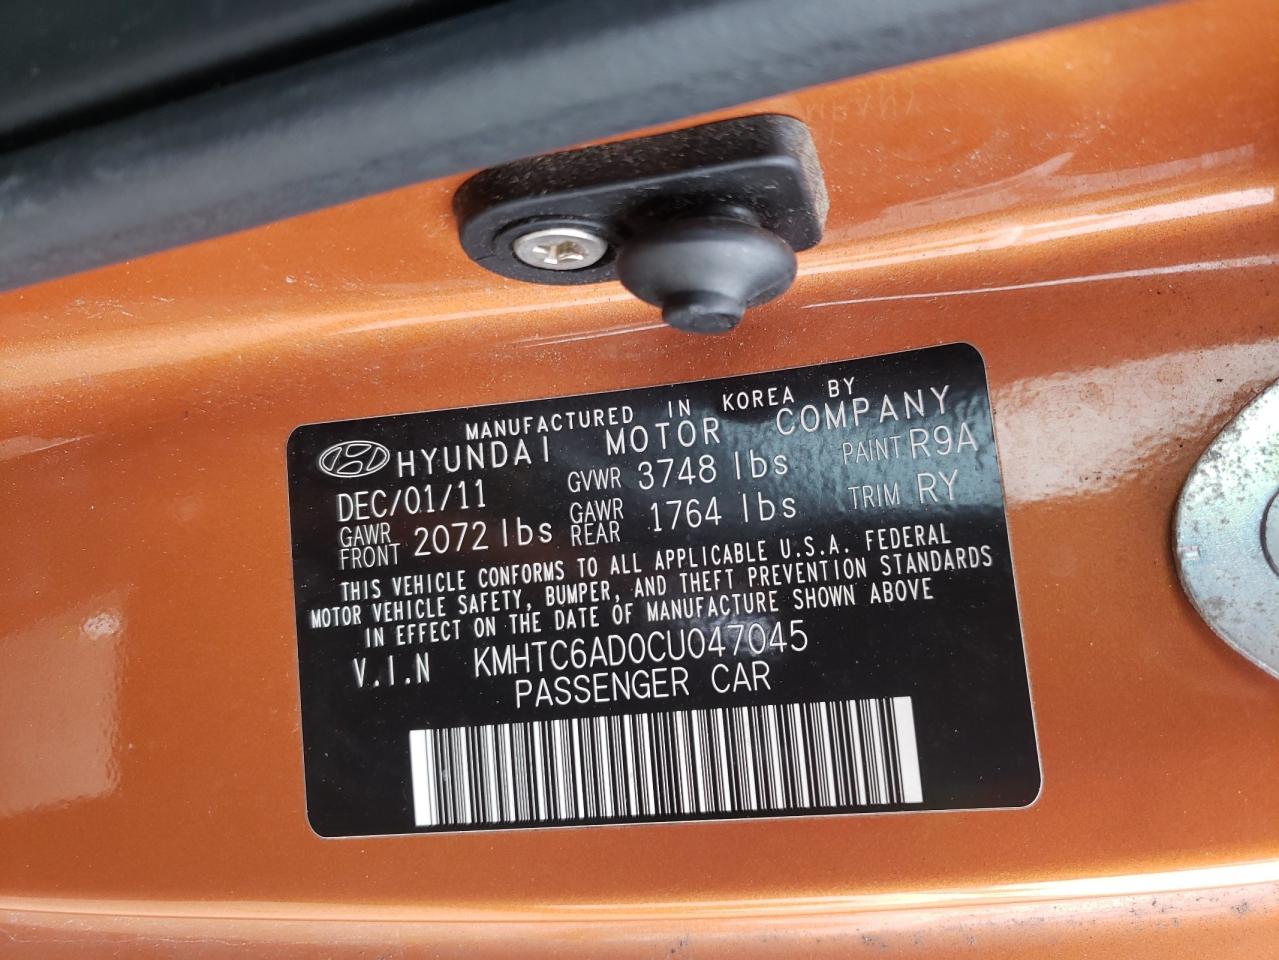 MANUFACTURED IN KOREA BY
HYUNDAI MOTOR COMPANY
DEC/01/11 GVWR 3748 lbs PAINT R9A
GAWR FRONT 2072 lbs GAWR REAR 1764 lbs TRIM RY
THIS VEHICLE CONFORMS TO ALL APPLICABLE U.S.A. FEDERAL
MOTOR VEHICLE SAFETY, BUMPER, AND THEFT PREVENTION STANDARDS
IN EFFECT ON THE DATE OF MANUFACTURE SHOWN ABOVE
V.I.N KMHTC6AD0CU047045
PASSENGER CAR